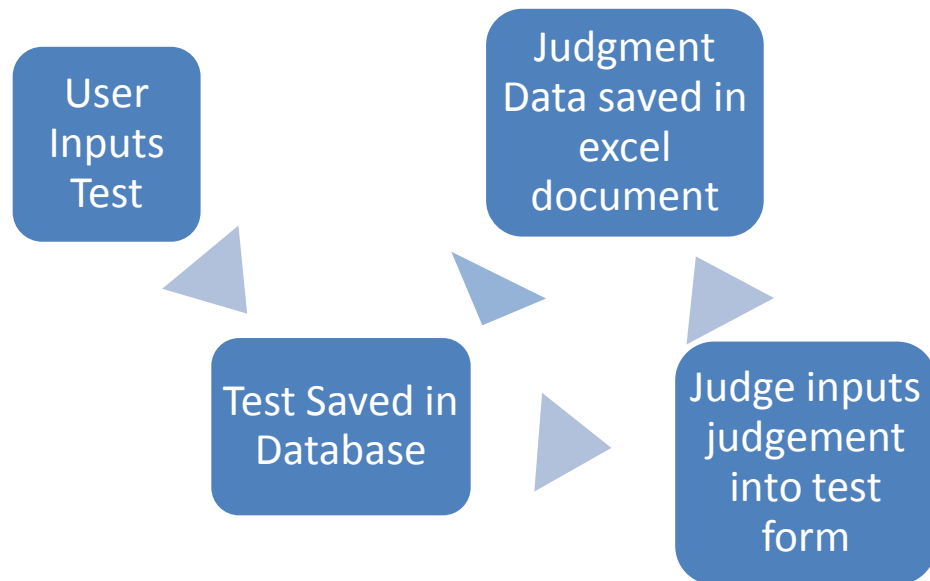 User
Inputs
Test
Judgment
Data saved in
excel
document
Test Saved in
Database
Judge inputs
judgement
into test
form